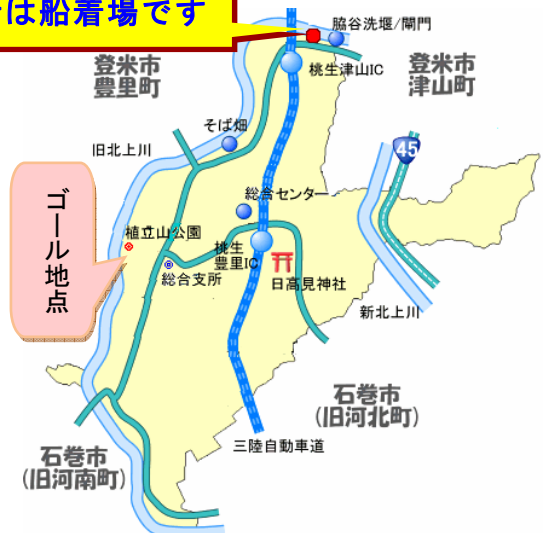 は船着場です
脇谷洗堰/閘門
登米市
豊里町
桃生津山IC
登米市
津山町
そば畑
旧北上川
45
総合センター
ゴール地点
植立山公園
桃生
豊里IC
総合支所
日高見神社
新北上川
石巻市
(旧河北町)
三陸自動車道
石巻市
(旧河南町)